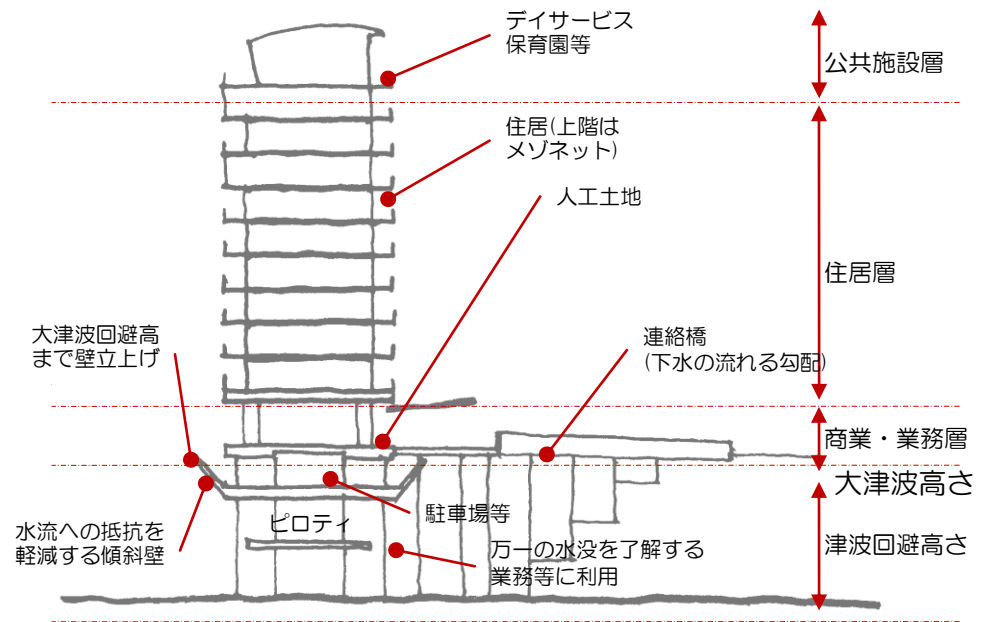 デイサービス
保育園等
公共施設層
住居(上階は
メゾネット)
人工土地
住居層
大津波回避高
まで壁立上げ
連絡橋
(下水の流れる勾配)
商業・業務層
大津波高さ
水流への抵抗を
軽減する傾斜壁
ピロティ
駐車場等
万一の水没を了解する
業務等に利用
津波回避高さ